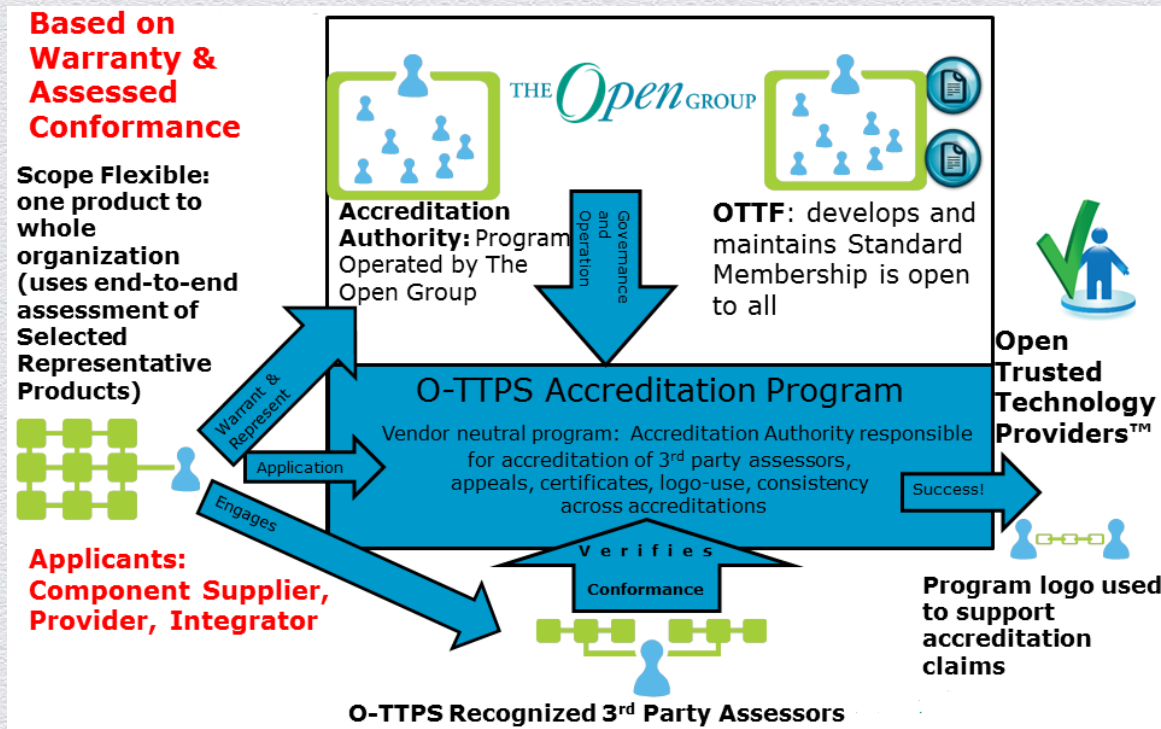 Based on
Warranty &
Assessed
Conformance
Scope Flexible:
one product to
whole
organization
(uses end-to-end
assessment of
Selected
Representative
Products)
THE Open GROUP
Accreditation
Authority: Program
Operated by The
Open Group
Governance
and
Operation
OTTF: develops and
maintains Standard
Membership is open
to all
Warrant &
Represent
Application
Engages
O-TTPS Accreditation Program
Vendor neutral program: Accreditation Authority responsible
for accreditation of 3rd party assessors,
appeals, certificates, logo-use, consistency
across accreditations
Success!
Open
Trusted
Technology
Providers™
Verifies
Conformance
Applicants:
Component Supplier,
Provider, Integrator
Program logo used
to support
accreditation
claims
O-TTPS Recognized 3rd Party Assessors